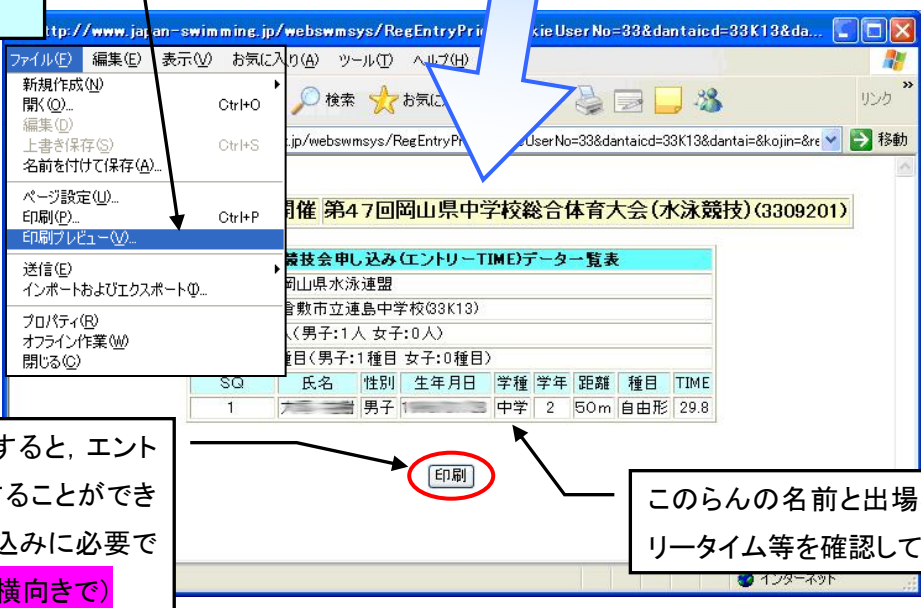 ttp://www.japan-swimming.jp/webswmsys/RegEntryPri kieUserNo=33&dantaicd=33K13&da...
ファイル(F) 編集(E) 表示(V) お気に入り(A) ツール(T) ヘルプ(H)
新規作成(N)
開く(O)... Ctrl+O
編集(D)
上書き保存(S) Ctrl+S
名前を付けて保存(A)...
ページ設定(U)...
印刷(P)... Ctrl+P
印刷プレビュー(V)...
送信(E)
インポートおよびエクスポート(I)...
プロパティ(R)
オフライン作業(W)
閉じる(C)
検索 お気に
リンク
.jp/webswmsys/RegEntryP UserNo=33&dantaicd=33K13&dantai=&kojin=&re 移動
開催 第47回岡山県中学校総合体育大会(水泳競技)(3309201)
競技会申し込み(エントリーTIME)データ一覧表
岡山県水泳連盟
倉敷市立連島中学校(33K13)
(男子:1人 女子:0人)
種目(男子:1種目 女子:0種目)
SQ 氏名 性別 生年月日 学種 学年 距離 種目 TIME
1 男子 中学 2 50m 自由形 29.8
印刷
すると，エント
することができ
込みに必要で
横向きで)
このらんの名前と出場
リータイム等を確認して
インターネット